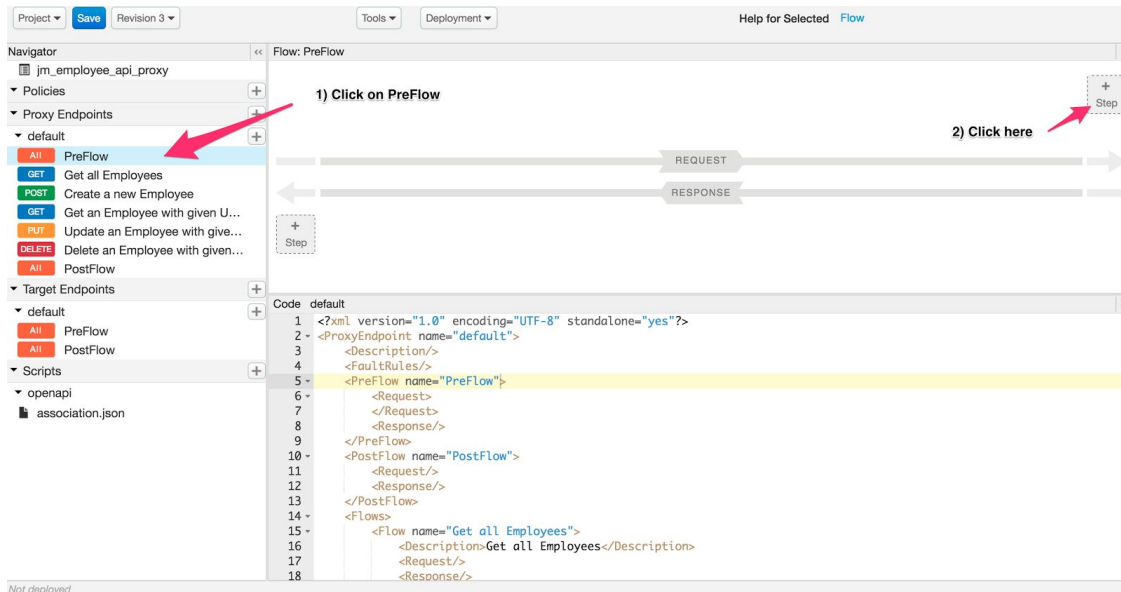 Project Save Revision 3 Tools Deployment Help for Selected Flow
Navigator
jm_employee_api_proxy
Policies
Proxy Endpoints
default
All PreFlow
GET Get all Employees
POST Create a new Employee
GET Get an Employee with given U...
PUT Update an Employee with give...
DELETE Delete an Employee with given...
All PostFlow
Target Endpoints
default
All PreFlow
All PostFlow
Scripts
openapi
association.json
Flow: PreFlow
1) Click on PreFlow
+
Step
2) Click here
REQUEST
RESPONSE
+
Step
Code default
1 <?xml version="1.0" encoding="UTF-8" standalone="yes"?>
2 <ProxyEndpoint name="default">
3 <Description/>
4 <FaultRules/>
5 <PreFlow name="PreFlow">
6 <Request>
7 </Request>
8 <Response/>
9 </PreFlow>
10 <PostFlow name="PostFlow">
11 <Request/>
12 <Response/>
13 </PostFlow>
14 <Flows>
15 <Flow name="Get all Employees">
16 <Description>Get all Employees</Description>
17 <Request/>
18 <Response/>
Not deployed